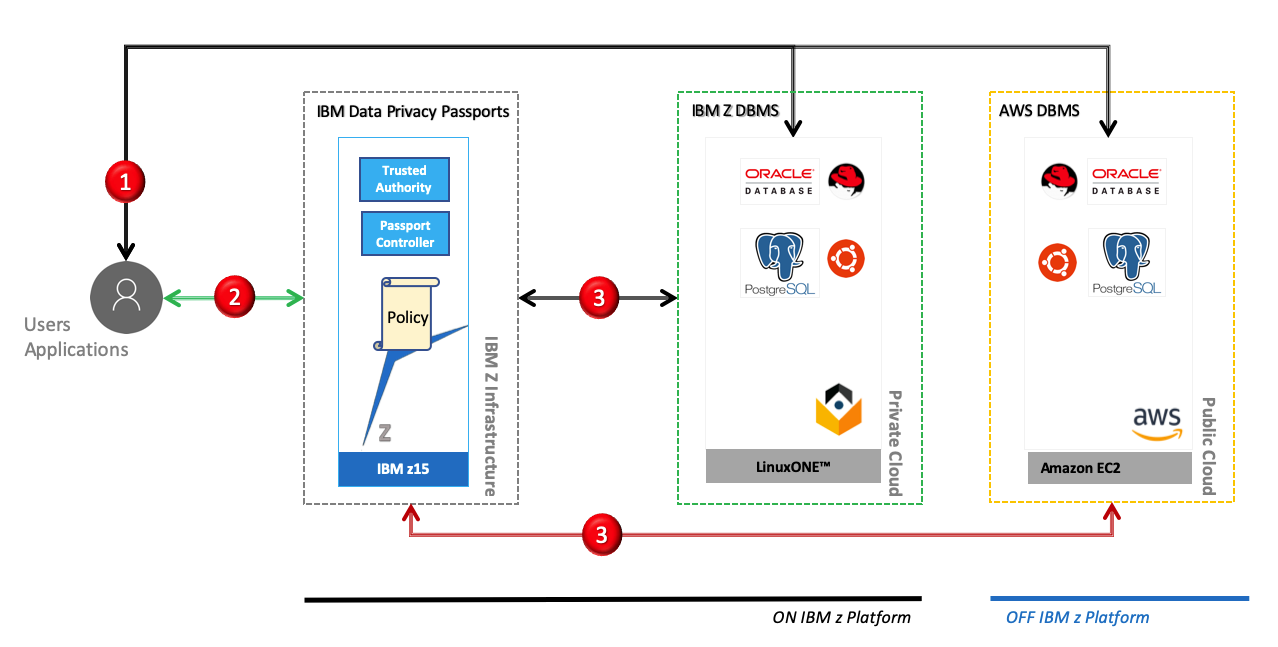 IBM Data Privacy Passports
IBM Z DBMS
AWS DBMS
1
Trusted
Authority
Passport
Controller
ORACLE
DATABASE
ORACLE
DATABASE
2
3
PostgreSQL
PostgreSQL
Users
Applications
Policy
Z
IBM z15
IBM Z Infrastructure
LinuxONE™
Private Cloud
aws
Amazon EC2
Public Cloud
3
ON IBM z Platform
OFF IBM z Platform